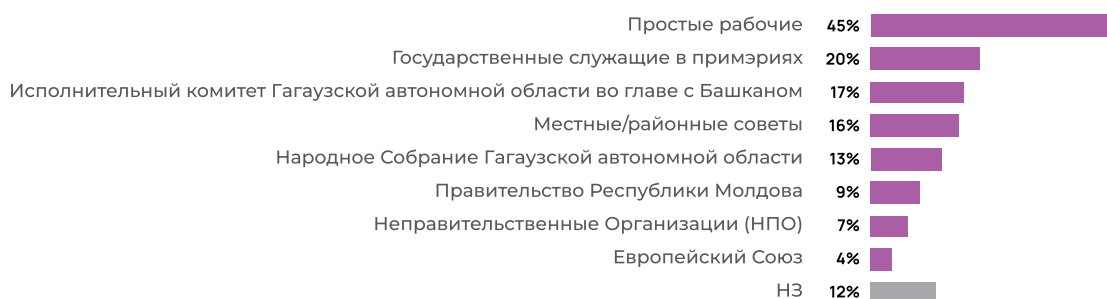 Простые рабочие 45%
Государственные служащие в примэриях 20%
Исполнительный комитет Гагаузской автономной области во главе с Башканом 17%
Местные/районные советы 16%
Народное Собрание Гагаузской автономной области 13%
Правительство Республики Молдова 9%
Неправительственные Организации (НПО) 7%
Европейский Союз 4%
НЗ 12%